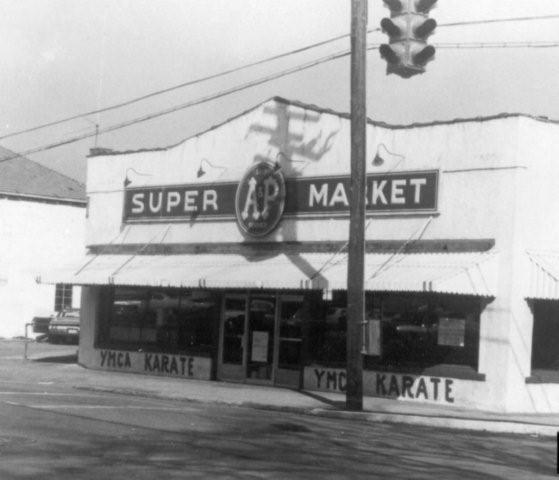 SUPER A&P MARKET
YMCA KARATE YMCA KARATE